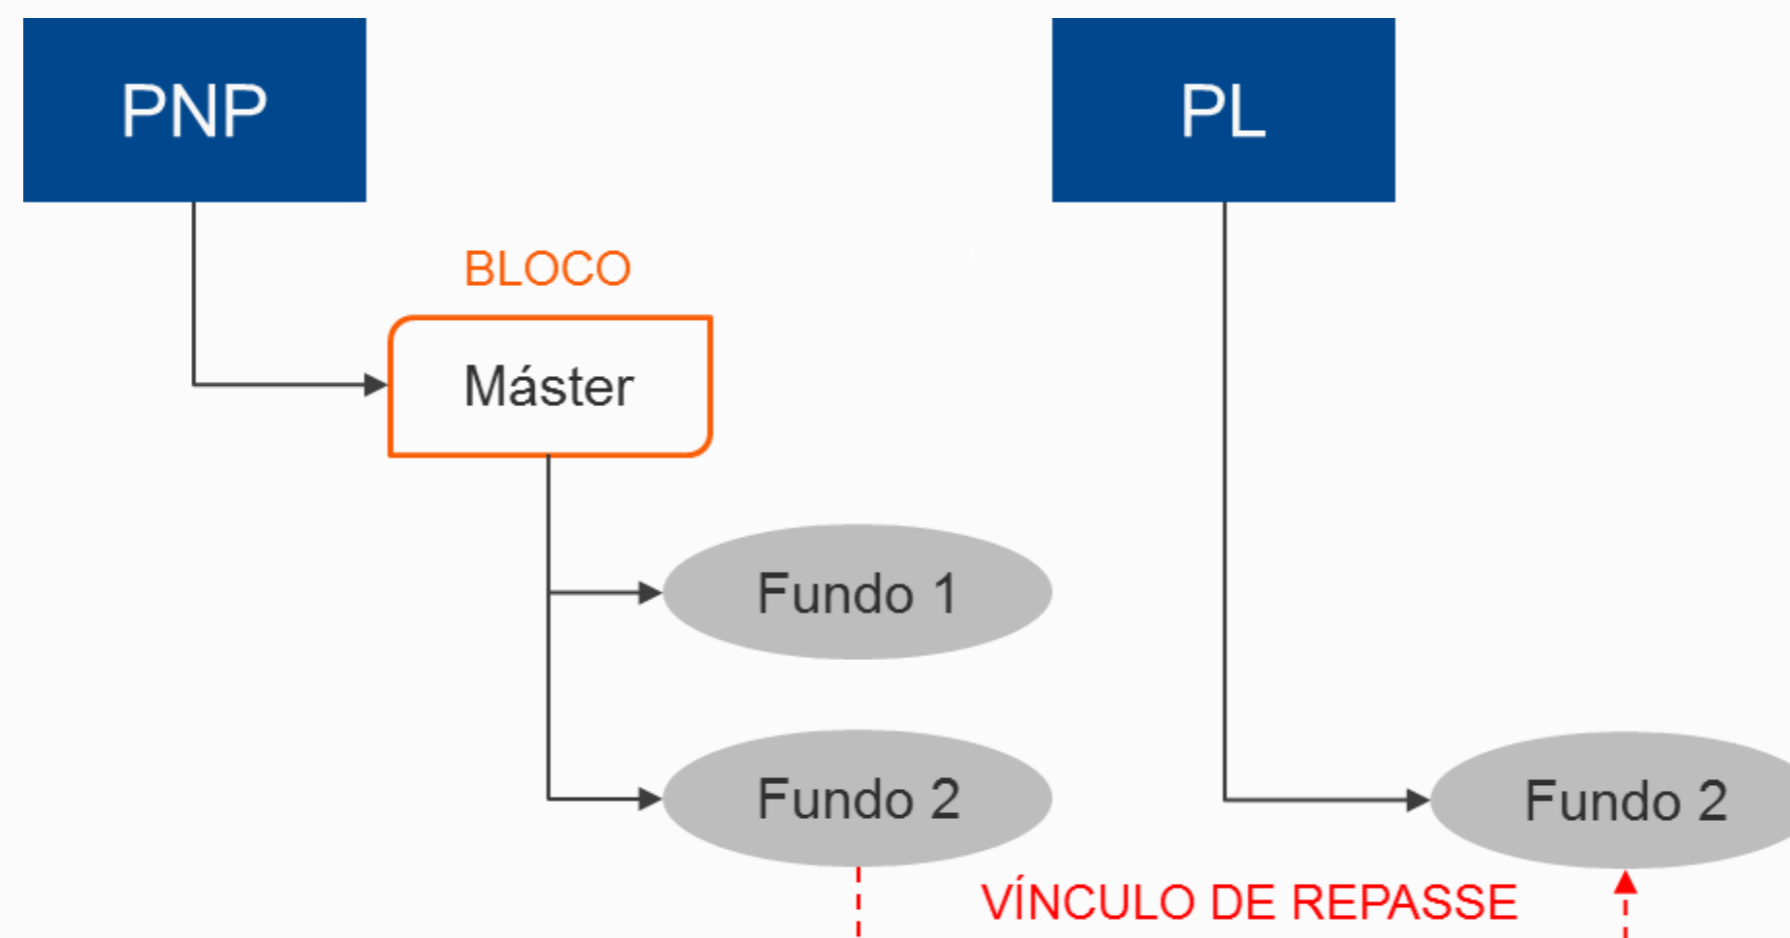 PNP
PL
BLOCO
Máster
Fundo 1
Fundo 2
Fundo 2
VÍNCULO DE REPASSE